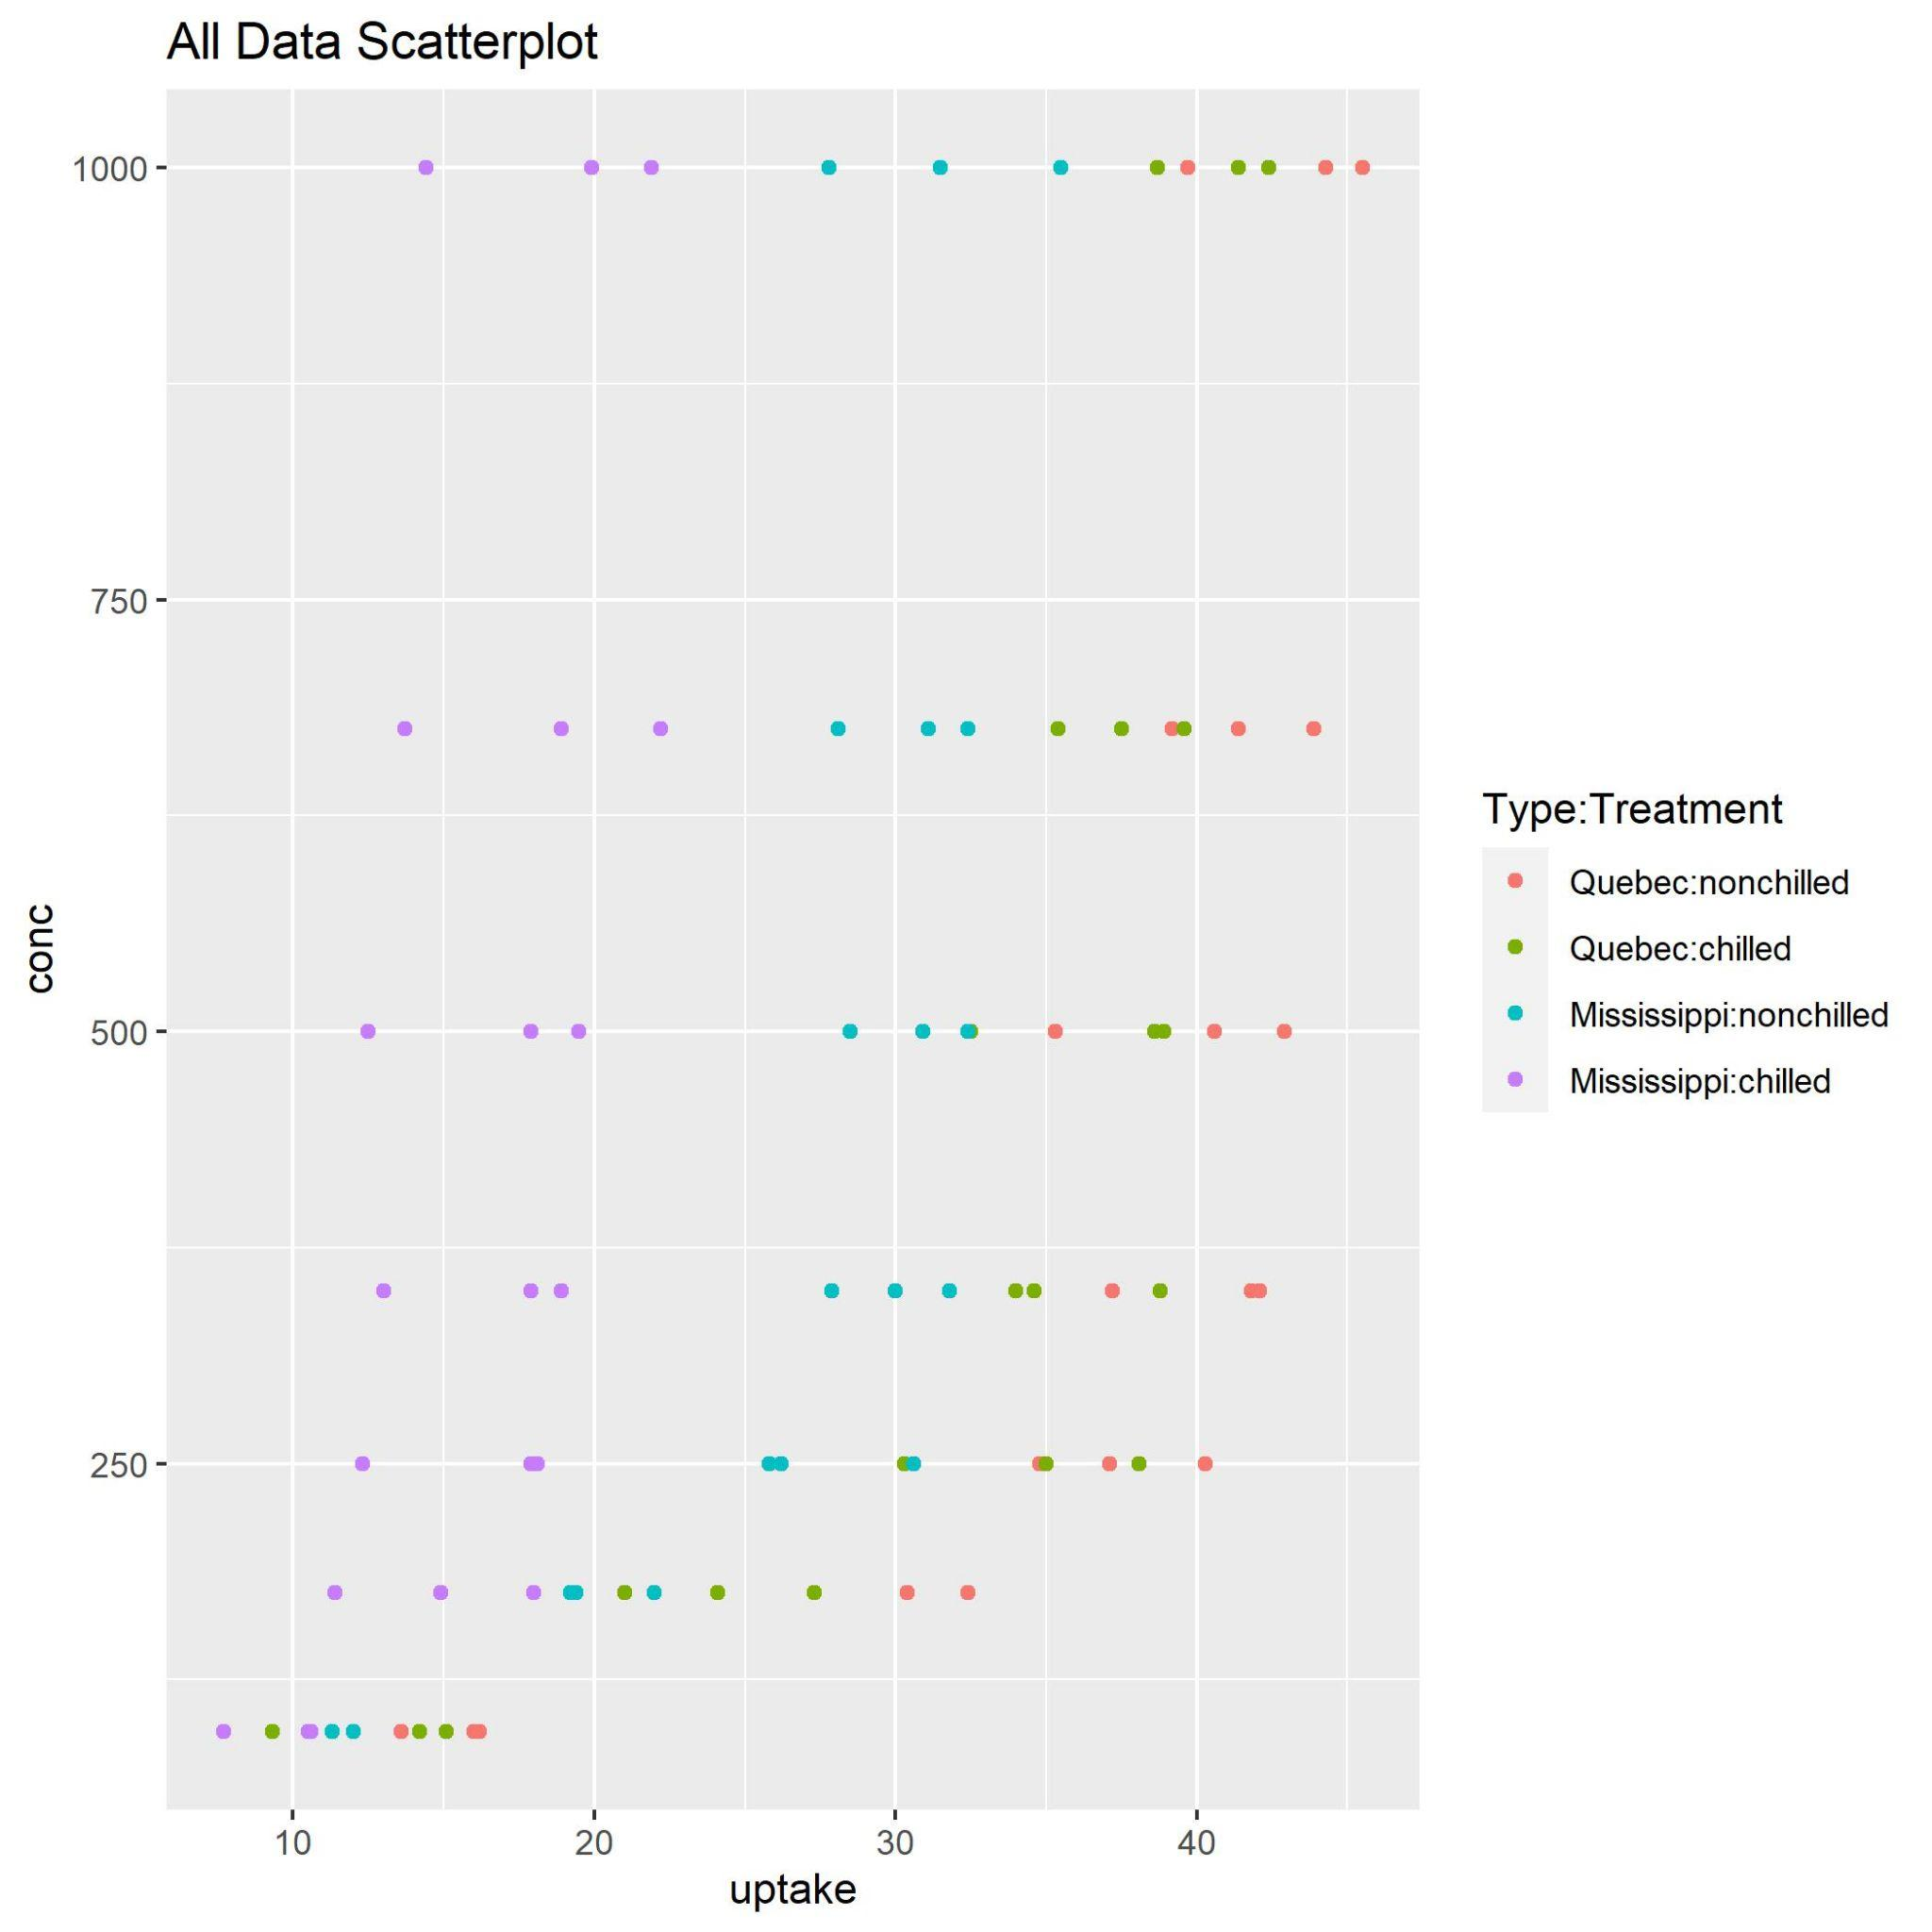 All Data Scatterplot
1000
750
500
250
conc
10 20 30 40
uptake
Type:Treatment
Quebec:nonchilled
Quebec:chilled
Mississippi:nonchilled
Mississippi:chilled